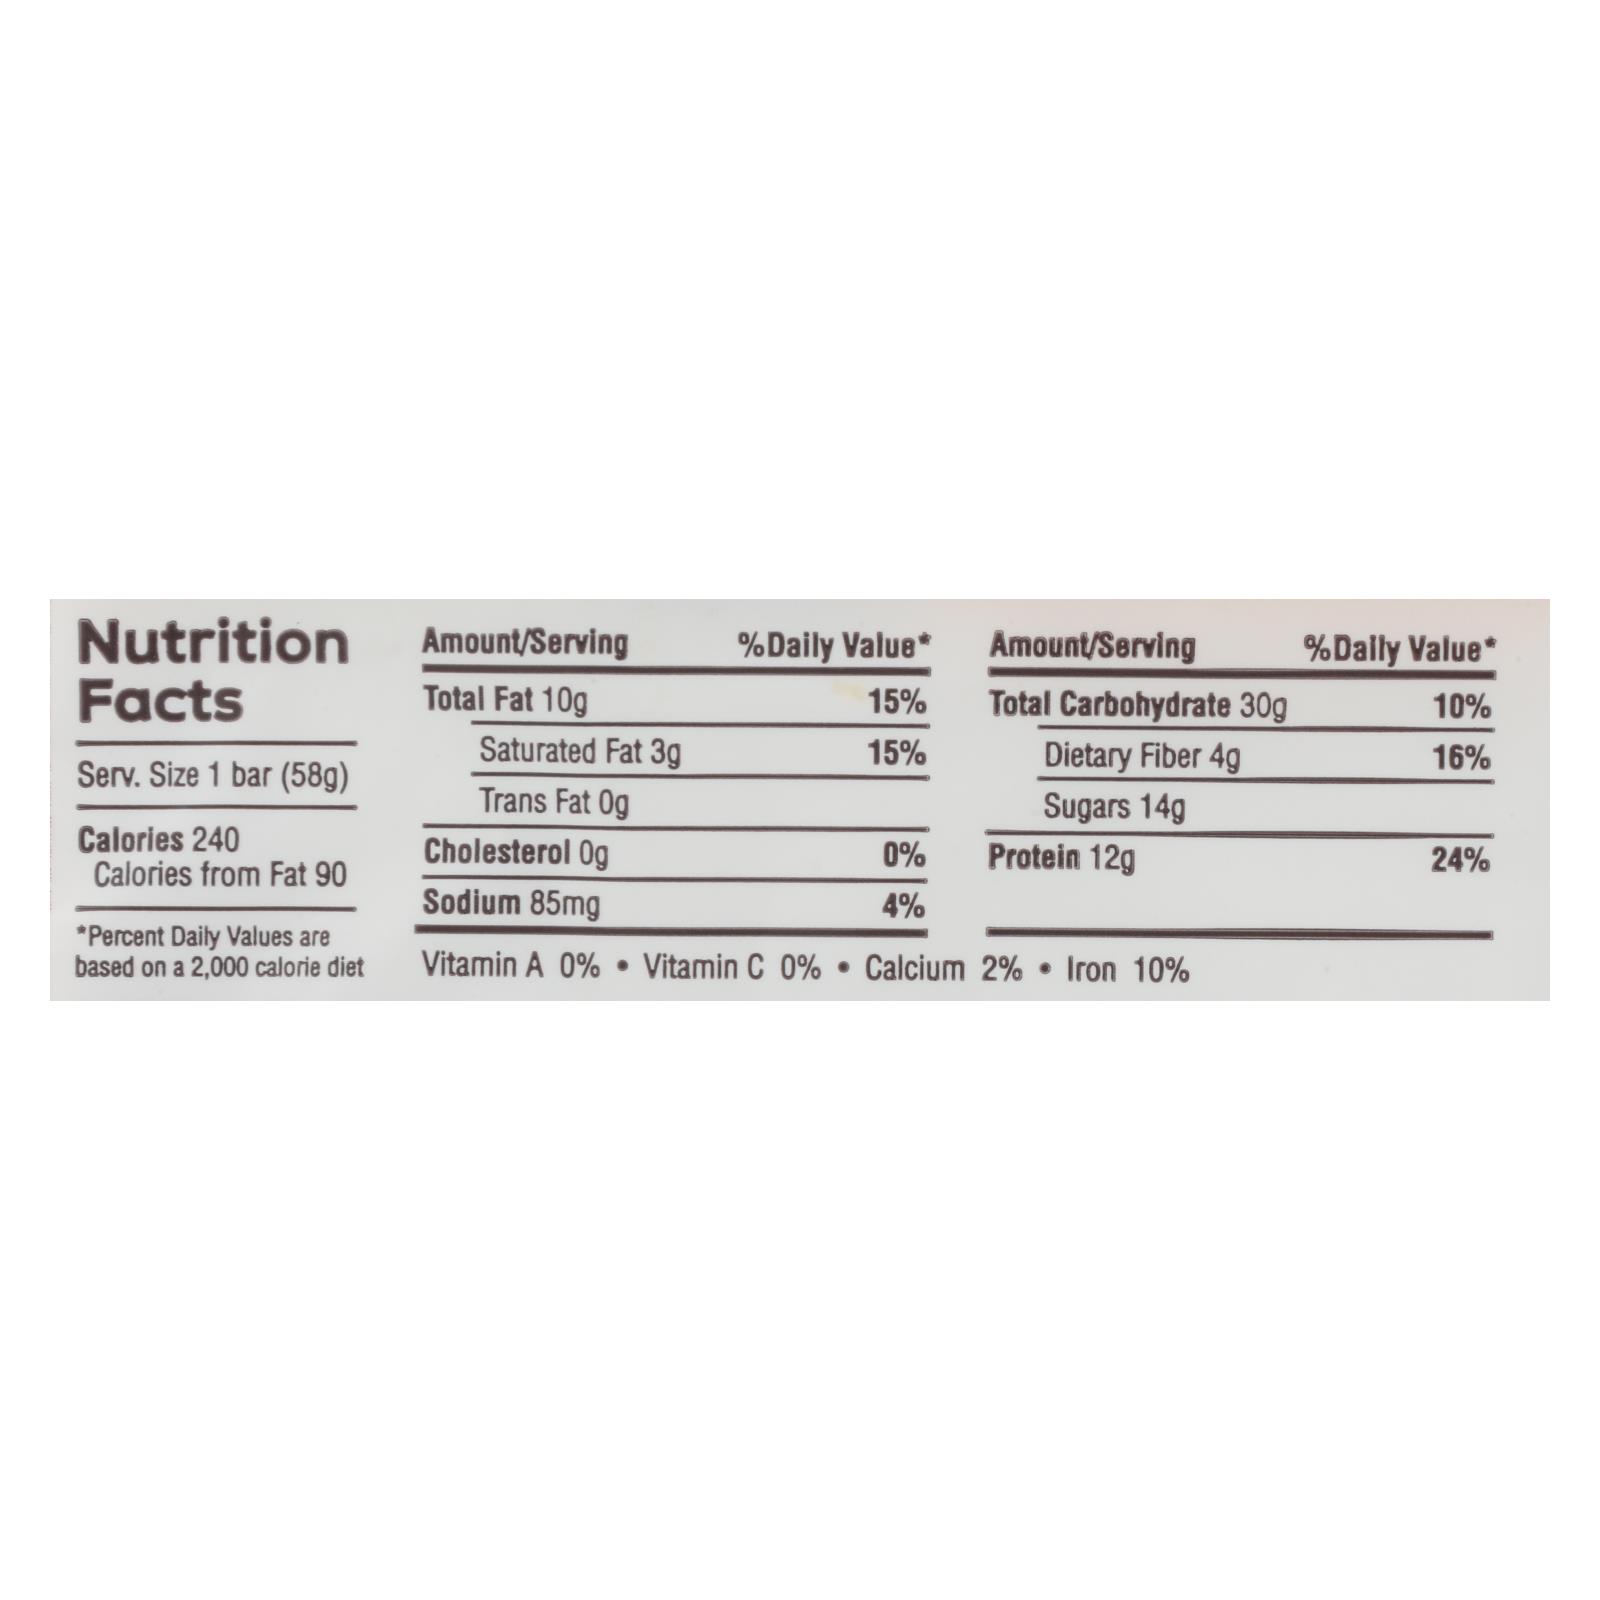 Nutrition
Facts
Serv. Size 1 bar (58g)
Calories 240
Calories from Fat 90
*Percent Daily Values are
based on a 2,000 calorie diet
Amount/Serving %Daily Value*
Total Fat 10g 15%
Saturated Fat 3g 15%
Trans Fat 0g
Cholesterol 0g 0%
Sodium 85mg 4%
Amount/Serving %Daily Value*
Total Carbohydrate 30g 10%
Dietary Fiber 4g 16%
Sugars 14g
Protein 12g 24%
Vitamin A 0% • Vitamin C 0% • Calcium 2% • Iron 10%